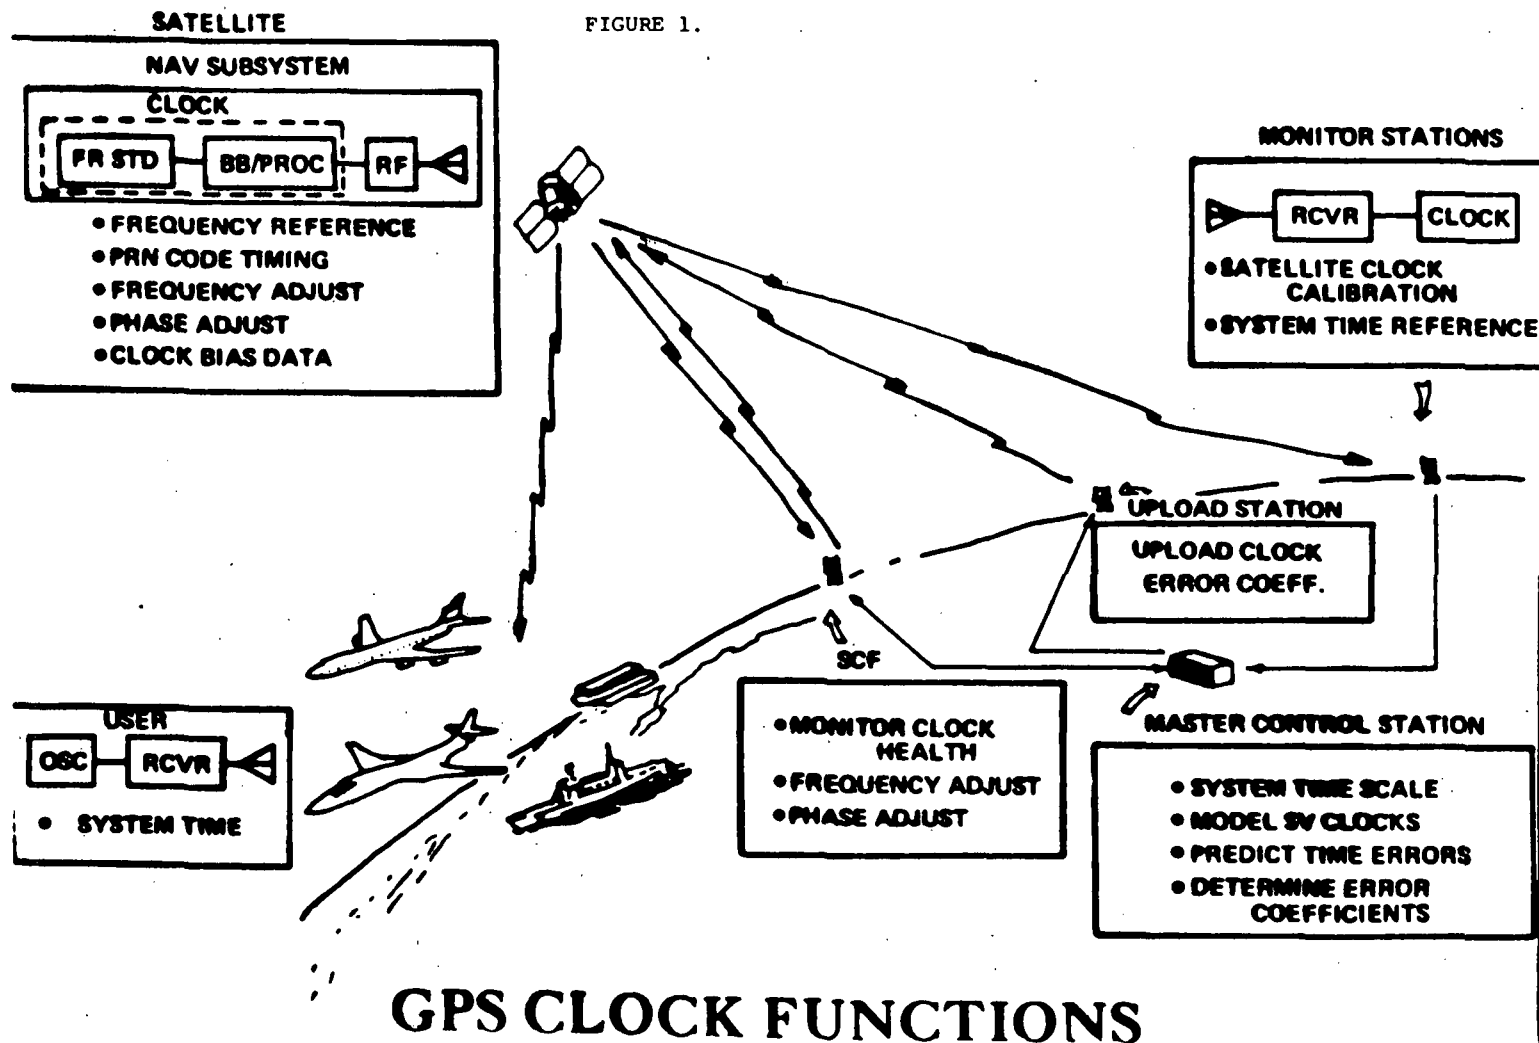 FIGURE 1.
SATELLITE
NAV SUBSYSTEM
CLOCK
FR STD
BB/PROC
RF
• FREQUENCY REFERENCE
• PRN CODE TIMING
• FREQUENCY ADJUST
• PHASE ADJUST
• CLOCK BIAS DATA
MONITOR STATIONS
RCVR
CLOCK
• SATELLITE CLOCK
CALIBRATION
• SYSTEM TIME REFERENCE
UPLOAD STATION
UPLOAD CLOCK
ERROR COEFF.
SCF
• MONITOR CLOCK
HEALTH
• FREQUENCY ADJUST
• PHASE ADJUST
MASTER CONTROL STATION
• SYSTEM TIME SCALE
• MODEL SV CLOCKS
• PREDICT TIME ERRORS
• DETERMINE ERROR
COEFFICIENTS
USER
OSC
RCVR
• SYSTEM TIME
GPS CLOCK FUNCTIONS